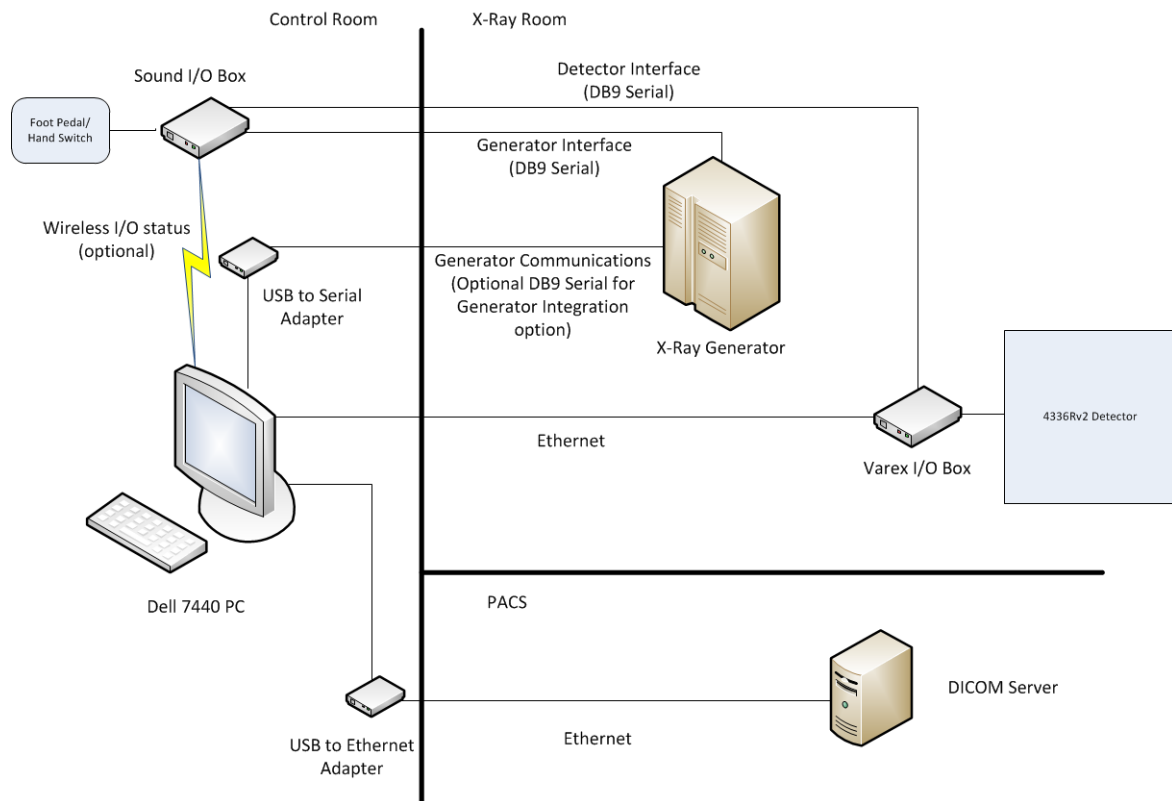 Control Room
X-Ray Room
Sound I/O Box
Foot Pedal/
Hand Switch
Detector Interface
(DB9 Serial)
Generator Interface
(DB9 Serial)
Wireless I/O status
(optional)
USB to Serial
Adapter
Generator Communications
(Optional DB9 Serial for
Generator Integration
option)
X-Ray Generator
4336Rv2 Detector
Ethernet
Varex I/O Box
Dell 7440 PC
PACS
DICOM Server
USB to Ethernet
Adapter
Ethernet